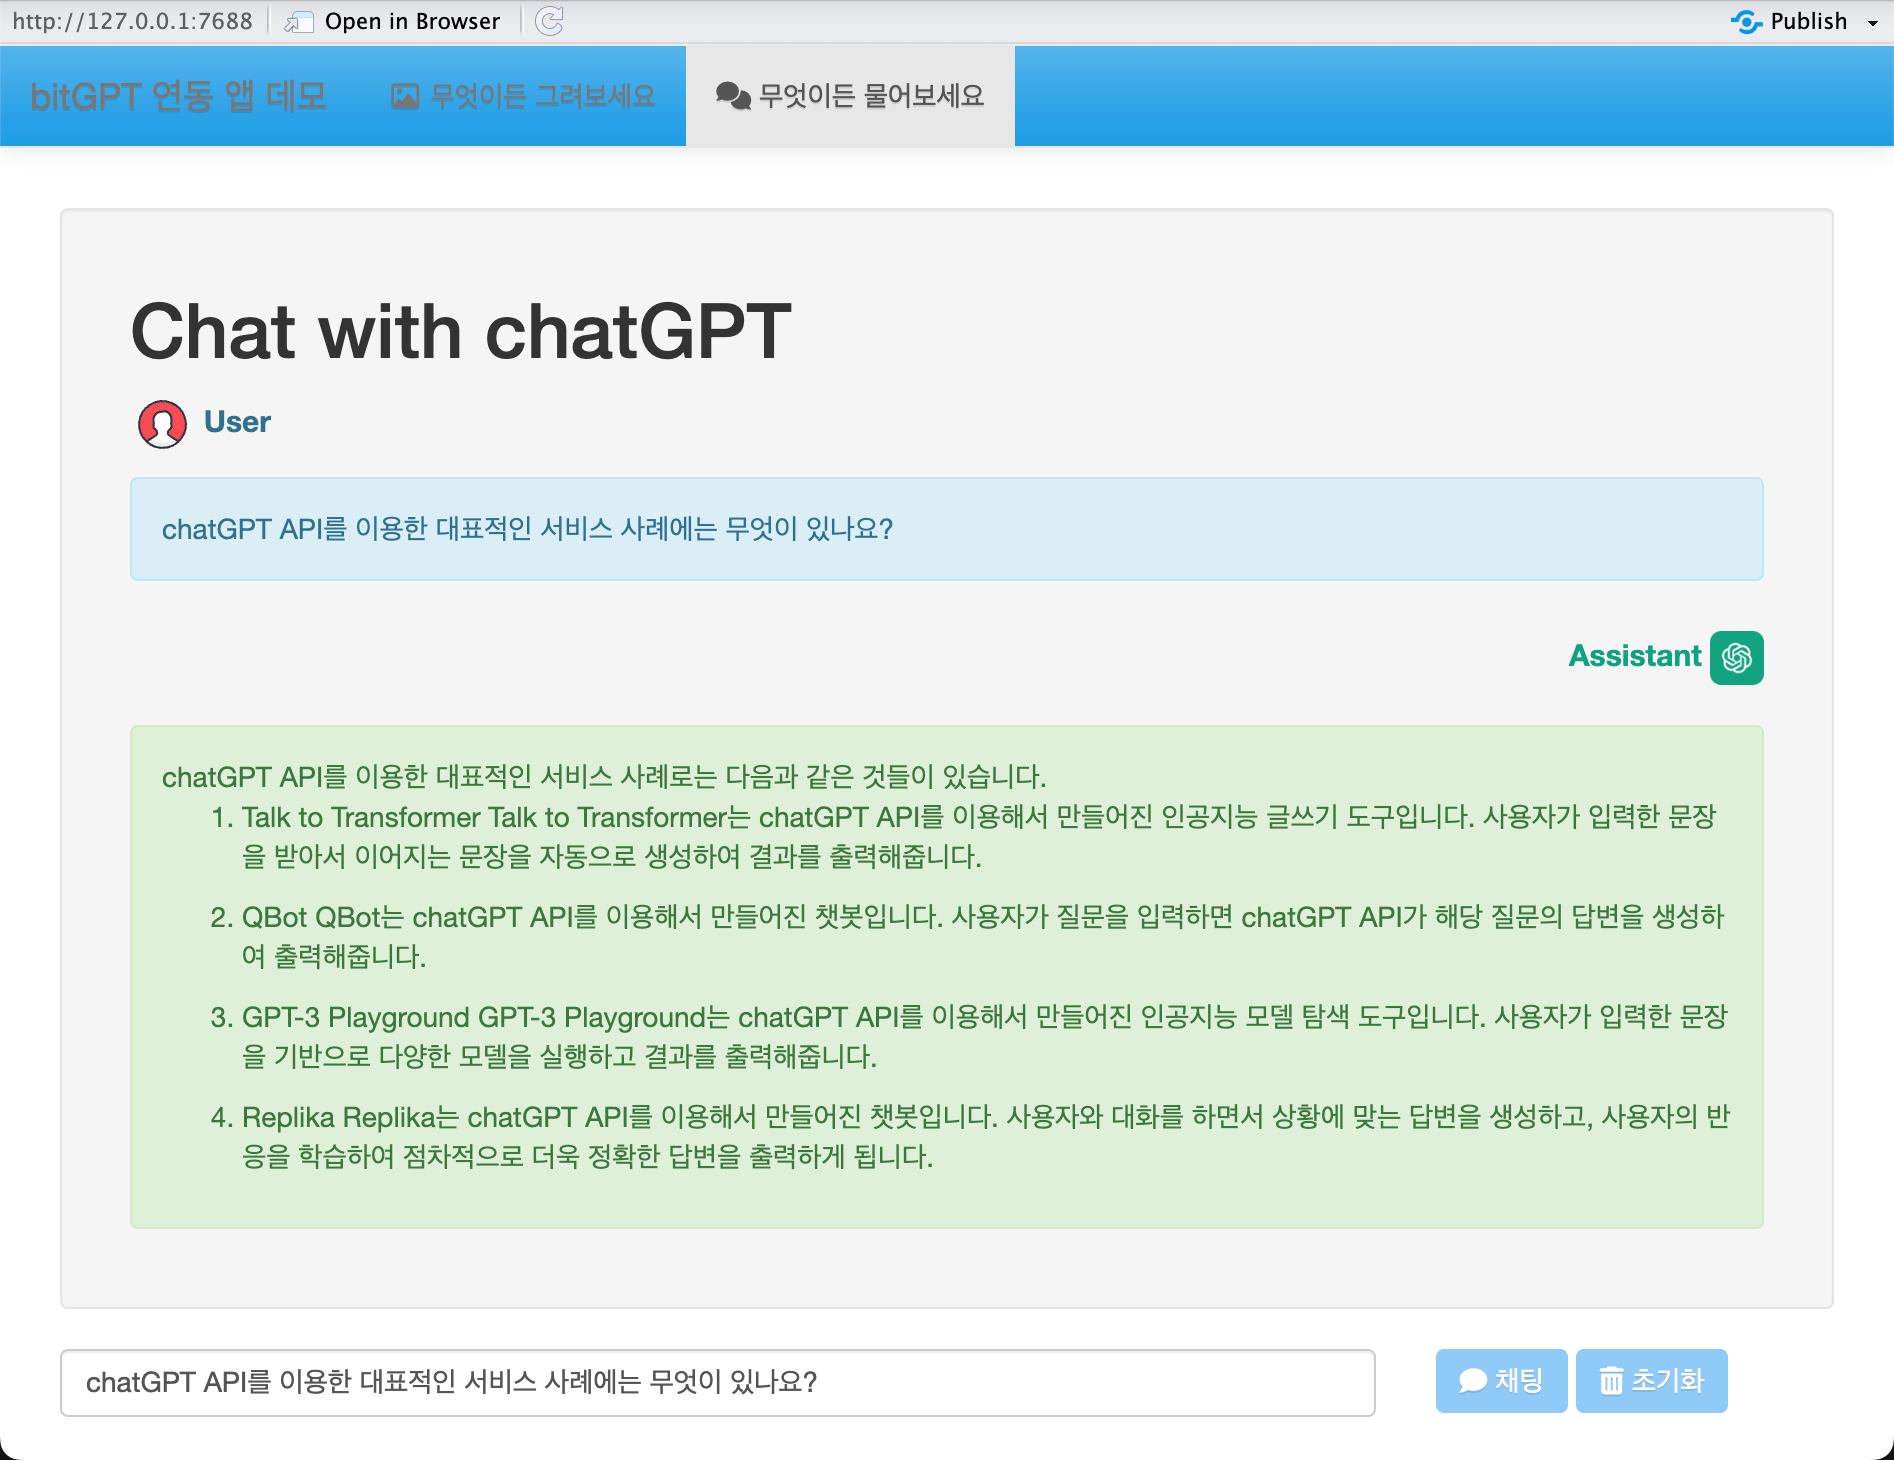 http://127.0.0.1:7688
Open in Browser
Publish
bitGPT 연동 앱 데모
무엇이든 그려보세요
무엇이든 물어보세요
Chat with chatGPT
User
chatGPT API를 이용한 대표적인 서비스 사례에는 무엇이 있나요?
Assistant
chatGPT API를 이용한 대표적인 서비스 사례로는 다음과 같은 것들이 있습니다.
1. Talk to Transformer Talk to Transformer는 chatGPT API를 이용해서 만들어진 인공지능 글쓰기 도구입니다. 사용자가 입력한 문장
을 받아서 이어지는 문장을 자동으로 생성하여 결과를 출력해줍니다.
2. QBot QBot는 chatGPT API를 이용해서 만들어진 챗봇입니다. 사용자가 질문을 입력하면 chatGPT API가 해당 질문의 답변을 생성하
여 출력해줍니다.
3. GPT-3 Playground GPT-3 Playground는 chatGPT API를 이용해서 만들어진 인공지능 모델 탐색 도구입니다. 사용자가 입력한 문장
을 기반으로 다양한 모델을 실행하고 결과를 출력해줍니다.
4. Replika Replika는 chatGPT API를 이용해서 만들어진 챗봇입니다. 사용자와 대화를 하면서 상황에 맞는 답변을 생성하고, 사용자의 반
응을 학습하여 점차적으로 더욱 정확한 답변을 출력하게 됩니다.
chatGPT API를 이용한 대표적인 서비스 사례에는 무엇이 있나요?
채팅
초기화